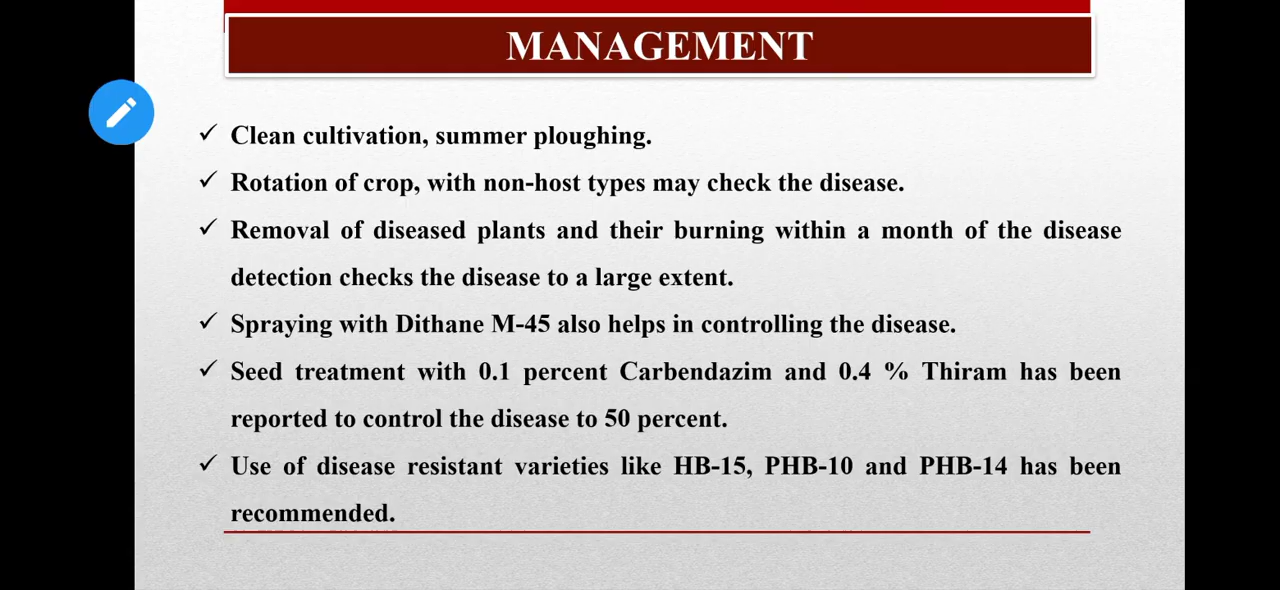 MANAGEMENT
✓ Clean cultivation, summer ploughing.
✓ Rotation of crop, with non-host types may check the disease.
✓ Removal of diseased plants and their burning within a month of the disease
detection checks the disease to a large extent.
✓ Spraying with Dithane M-45 also helps in controlling the disease.
✓ Seed treatment with 0.1 percent Carbendazim and 0.4 % Thiram has been
reported to control the disease to 50 percent.
✓ Use of disease resistant varieties like HB-15, PHB-10 and PHB-14 has been
recommended.